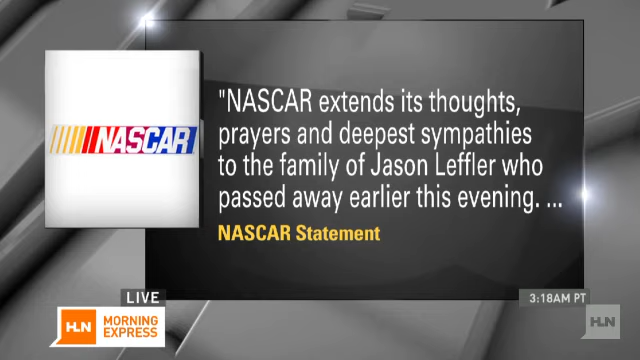 NASCAR
"NASCAR extends its thoughts,
prayers and deepest sympathies
to the family of Jason Leffler who
passed away earlier this evening. ...
NASCAR Statement
LIVE
3:18AM PT
HLN
MORNING
EXPRESS
HLN